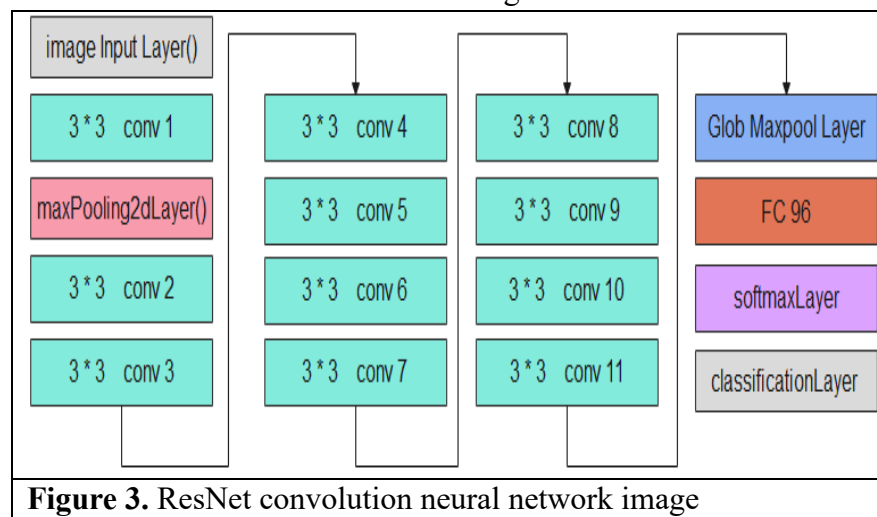 image Input Layer()
3 * 3 conv 1
maxPooling2dLayer()
3 * 3 conv 2
3 * 3 conv 3
3 * 3 conv 4
3 * 3 conv 5
3 * 3 conv 6
3 * 3 conv 7
3 * 3 conv 8
3 * 3 conv 9
3 * 3 conv 10
3 * 3 conv 11
Glob Maxpool Layer
FC 96
softmaxLayer
classificationLayer
Figure 3. ResNet convolution neural network image